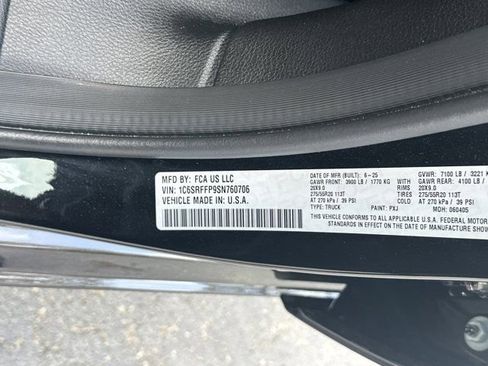 MFD BY: FCA US LLC
VIN: 1C6SRFFP9SN760706
VEHICLE MADE IN: U.S.A.
DATE OF MFR (BUILT): 6-25 GVWR: 7100 LB / 3221
GAWR FRONT: 3900 LB / 1770 KG WITH GAWR REAR: 4100 LB /
20X9.0 RIMS 20X9.0
275/55R20 113T TIRES 275/55R20 113T
AT 270 kPa / 39 PSI COLD AT 270 kPa / 39 PSI
TYPE: TRUCK PAINT: PXJ MDH: 060405
THIS VEHICLE CONFORMS TO ALL APPLICABLE U.S.A. FEDERAL MOTOR
IN EFFECT ON THE DATE OF MANUFACTURE SHOWN